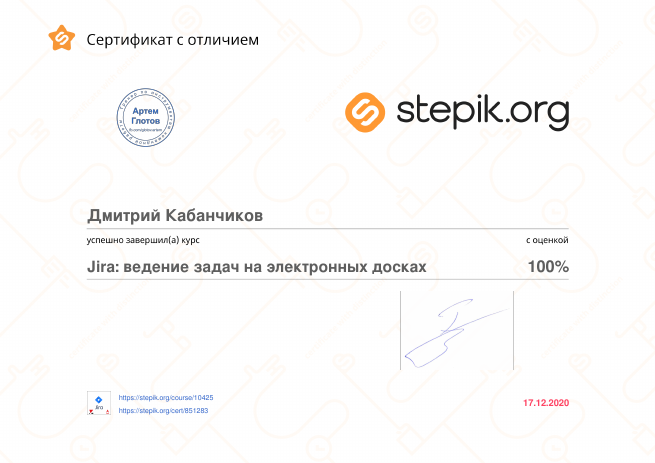 Сертификат с отличием
Артем
Глотов
stepik.org
Дмитрий Кабанчиков
успешно завершил(а) курс
с оценкой
Jira: ведение задач на электронных досках
100%
Jira
https://stepik.org/course/10425
https://stepik.org/cert/851283
17.12.2020